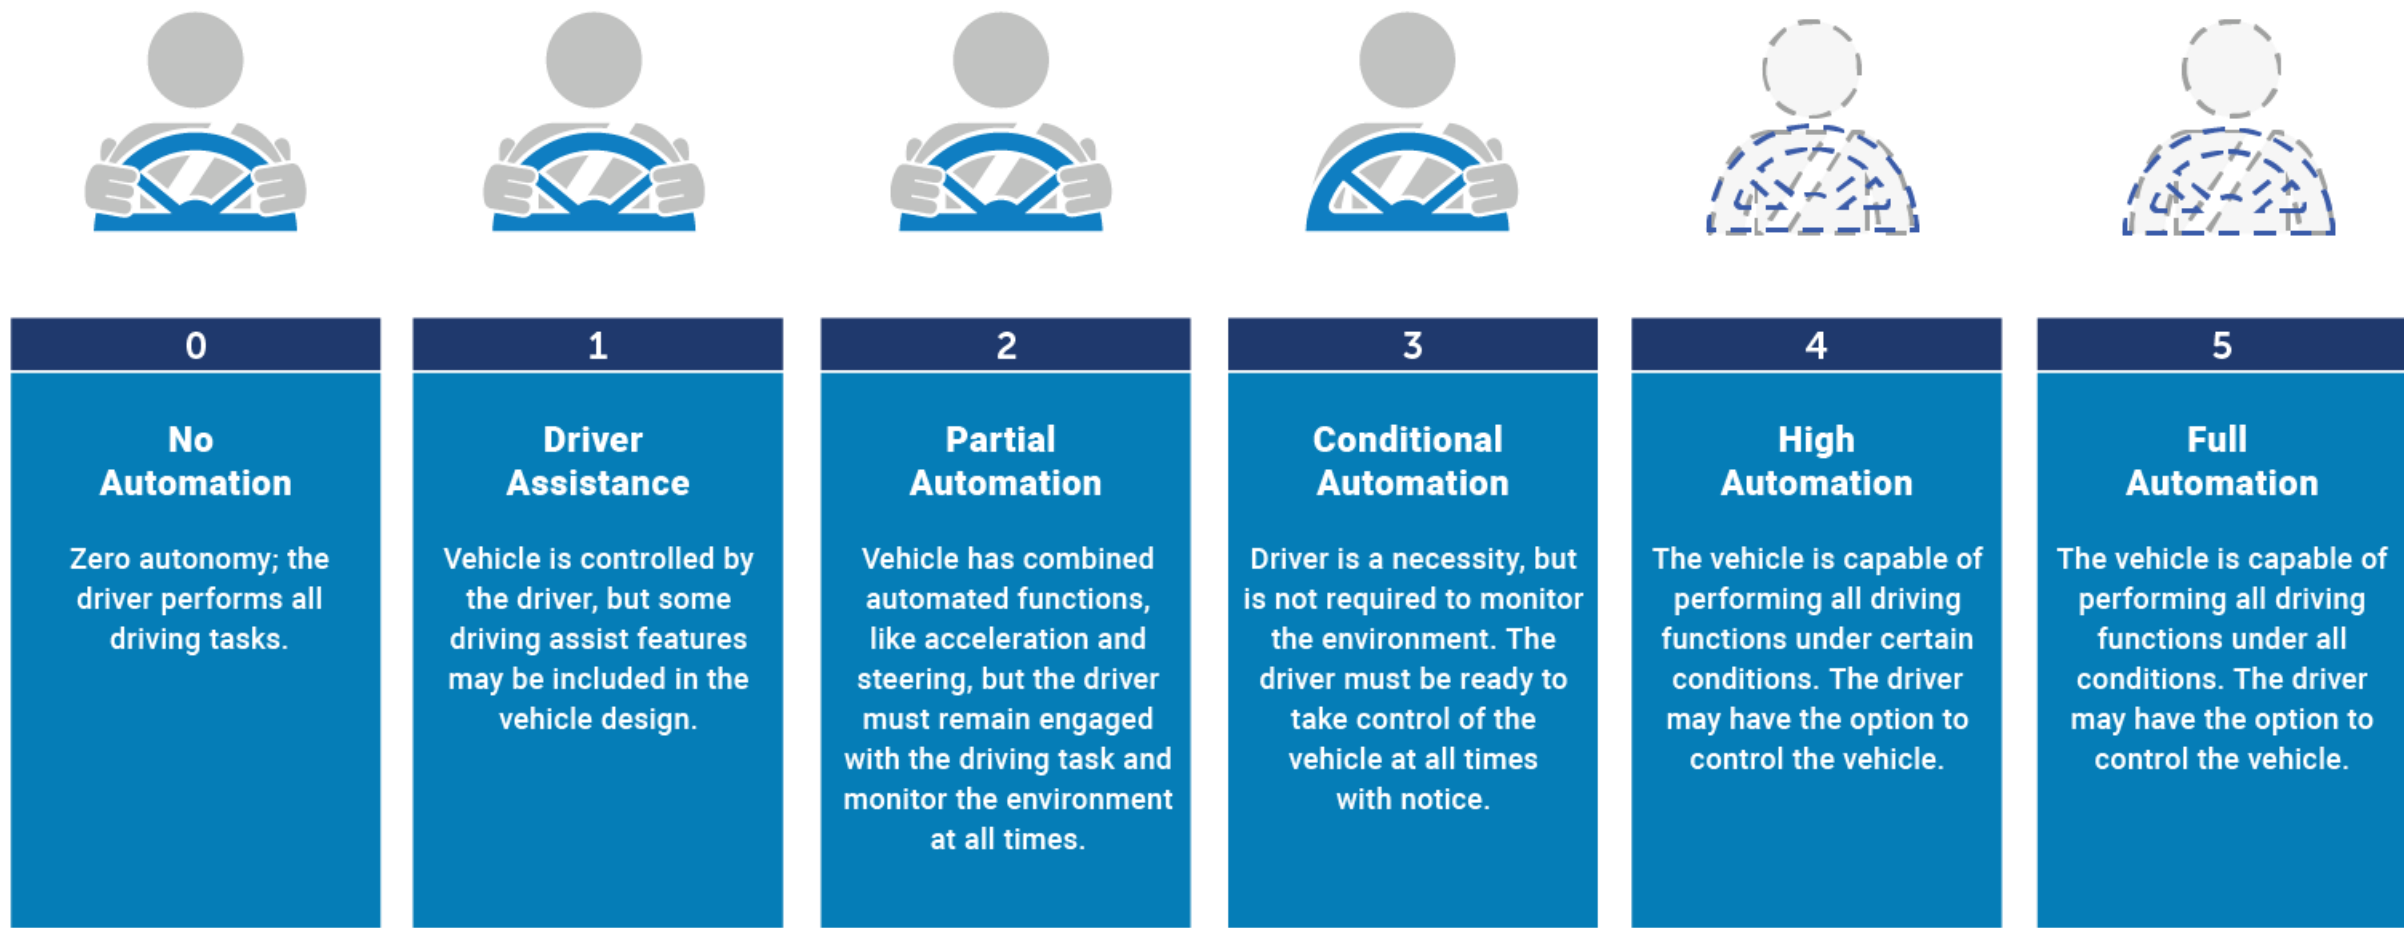 0
No
Automation
Zero autonomy; the
driver performs all
driving tasks.
1
Driver
Assistance
Vehicle is controlled by
the driver, but some
driving assist features
may be included in the
vehicle design.
2
Partial
Automation
Vehicle has combined
automated functions,
like acceleration and
steering, but the driver
must remain engaged
with the driving task and
monitor the environment
at all times.
3
Conditional
Automation
Driver is a necessity, but
is not required to monitor
the environment. The
driver must be ready to
take control of the
vehicle at all times
with notice.
4
High
Automation
The vehicle is capable of
performing all driving
functions under certain
conditions. The driver
may have the option to
control the vehicle.
5
Full
Automation
The vehicle is capable of
performing all driving
functions under all
conditions. The driver
may have the option to
control the vehicle.